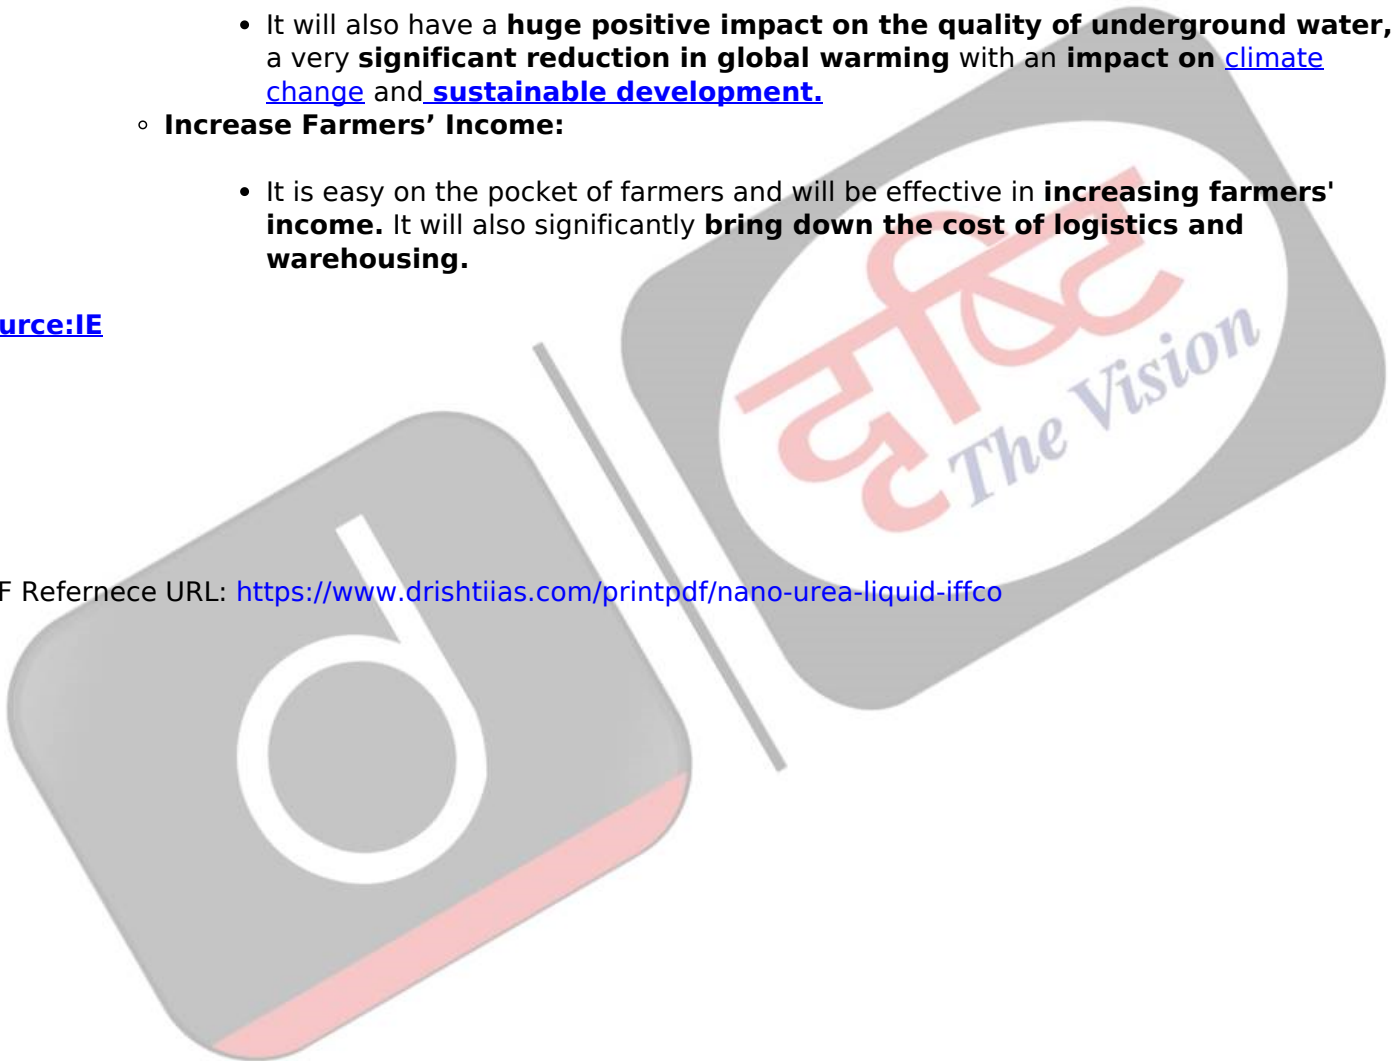 • It will also have a huge positive impact on the quality of underground water,
a very significant reduction in global warming with an impact on climate
change and sustainable development.
◦ Increase Farmers’ Income:
• It is easy on the pocket of farmers and will be effective in increasing farmers'
income. It will also significantly bring down the cost of logistics and
warehousing.
urce:IE
दृष्टि
The Vision
d
F Refernece URL: https://www.drishtiias.com/printpdf/nano-urea-liquid-iffco